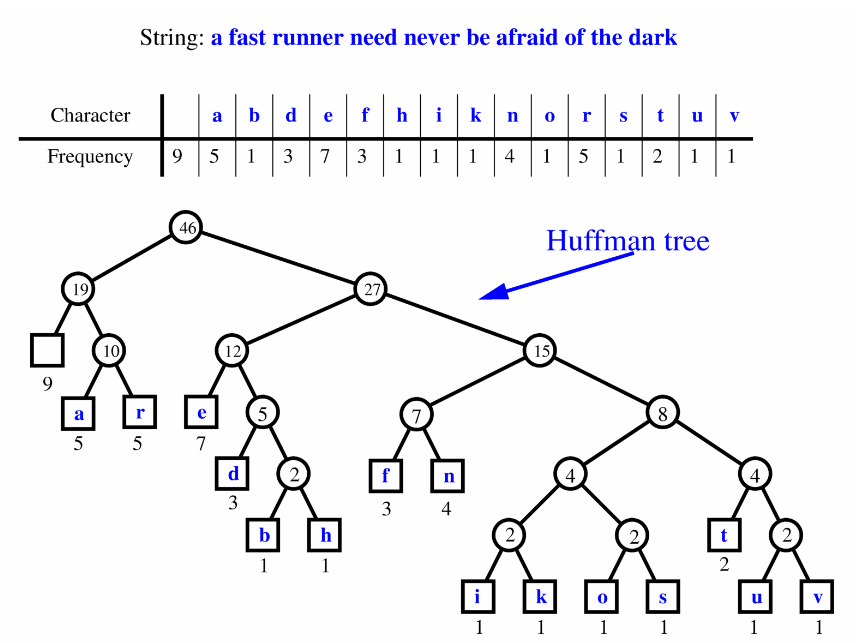 String: a fast runner need never be afraid of the dark
Character a b d e f h i k n o r s t u v
Frequency 9 5 1 3 7 3 1 1 1 4 1 5 1 2 1 1
46
Huffman tree
19 27
10 12 15
9
a r e 5 7 8
5 5 7
d 2 f n 4 4
3 3 4
b h 2 2 t 2
1 1 2
i k o s u v
1 1 1 1 1 1